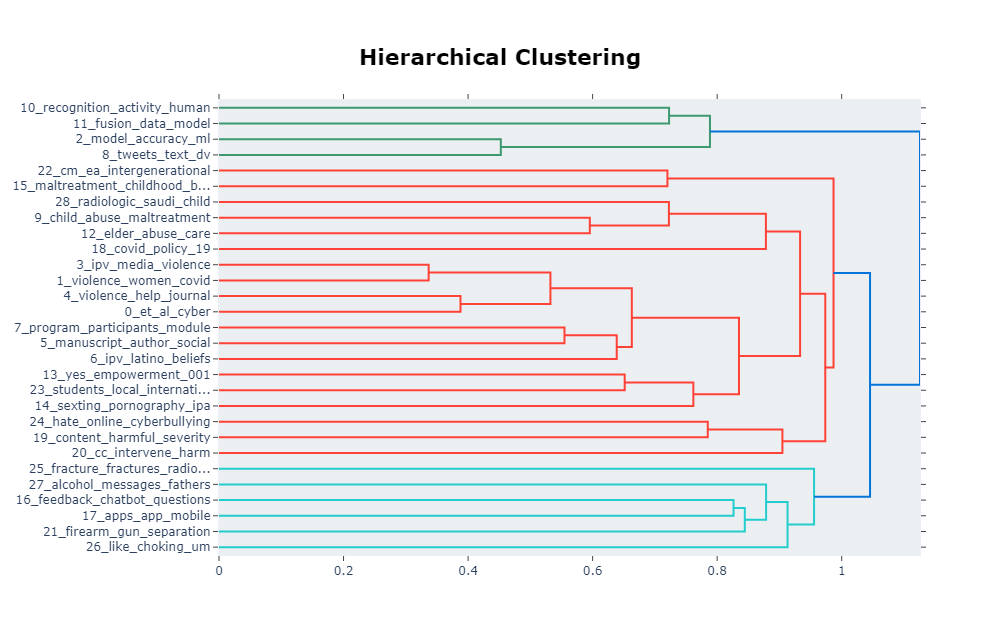 Hierarchical Clustering
10_recognition_activity_human
11_fusion_data_model
2_model_accuracy_ml
8_tweets_text_dv
22_cm_ea_intergenerational
15_maltreatment_childhood_b...
28_radiologic_saudi_child
9_child_abuse_maltreatment
12_elder_abuse_care
18_covid_policy_19
3_ipv_media_violence
1_violence_women_covid
4_violence_help_journal
0_et_al_cyber
7_program_participants_module
5_manuscript_author_social
6_ipv_latino_beliefs
13_yes_empowerment_001
23_students_local_internati...
14_sexting_pornography_ipa
24_hate_online_cyberbullying
19_content_harmful_severity
20_cc_intervene_harm
25_fracture_fractures_radio...
27_alcohol_messages_fathers
16_feedback_chatbot_questions
17_apps_app_mobile
21_firearm_gun_separation
26_like_choking_um
0 0.2 0.4 0.6 0.8 1